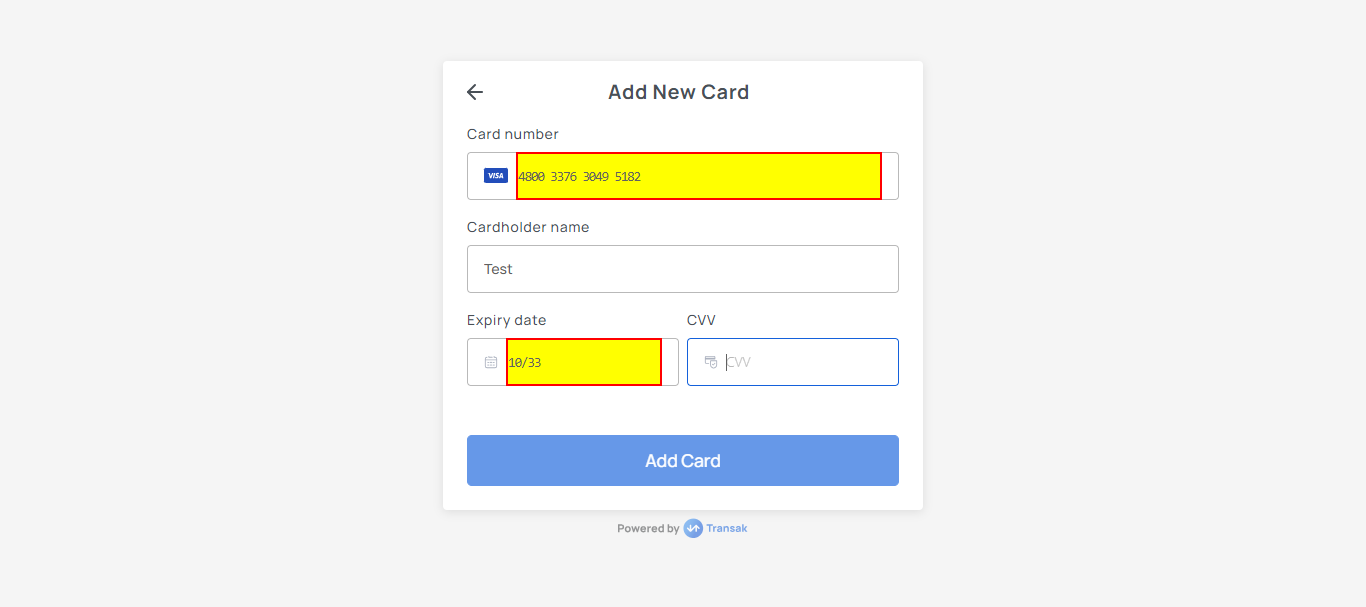 Add New Card
Card number
VISA
4800 3376 3049 5182
Cardholder name
Test
Expiry date
CVV
10/33
CVV
Add Card
Powered by Transak